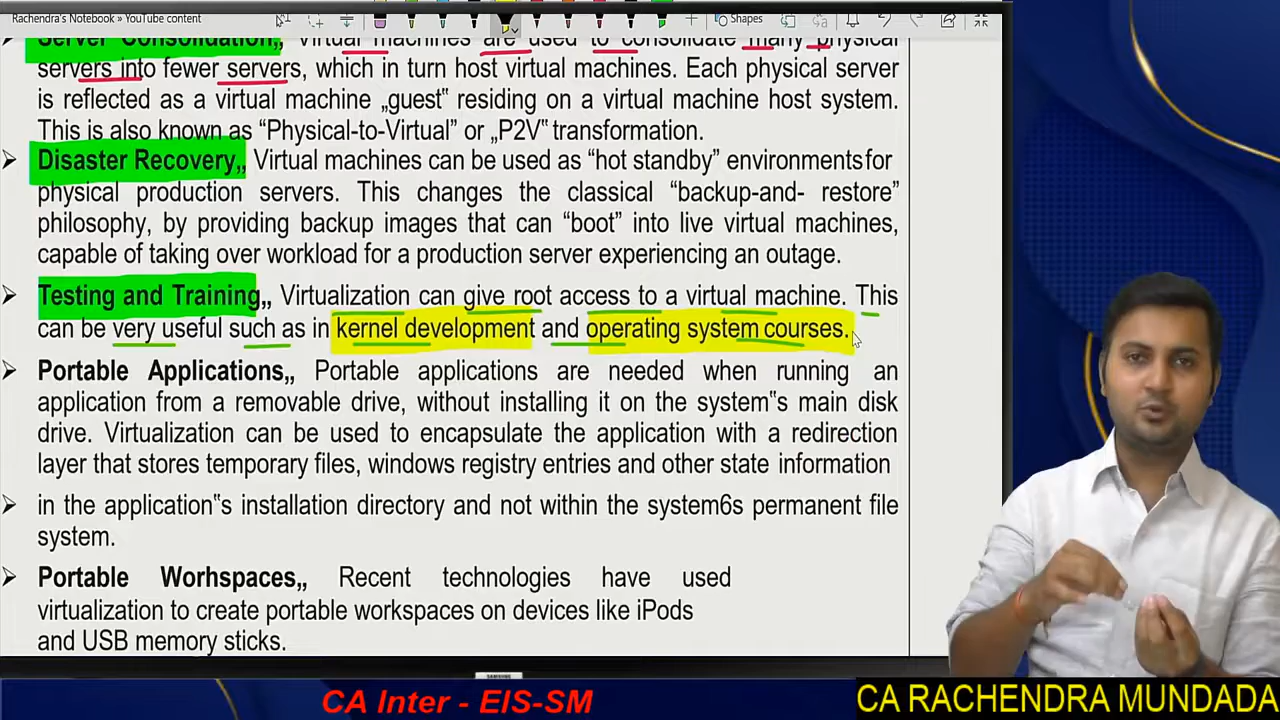 Rachendra's Notebook » YouTube content
Shapes
Server Consolidation„ Virtual machines are used to consolidate many physical
servers into fewer servers, which in turn host virtual machines. Each physical server
is reflected as a virtual machine „guest‟ residing on a virtual machine host system.
This is also known as “Physical-to-Virtual” or „P2V‟ transformation.
➢ Disaster Recovery„ Virtual machines can be used as “hot standby” environments for
physical production servers. This changes the classical “backup-and- restore”
philosophy, by providing backup images that can “boot” into live virtual machines,
capable of taking over workload for a production server experiencing an outage.
➢ Testing and Training„ Virtualization can give root access to a virtual machine. This
can be very useful such as in kernel development and operating system courses.
➢ Portable Applications„ Portable applications are needed when running an
application from a removable drive, without installing it on the system‟s main disk
drive. Virtualization can be used to encapsulate the application with a redirection
layer that stores temporary files, windows registry entries and other state information
➢ in the application‟s installation directory and not within the system6s permanent file
system.
➢ Portable Worhspaces„ Recent technologies have used
virtualization to create portable workspaces on devices like iPods
and USB memory sticks.
SAMSUNG
CA Inter - EIS-SM
CA RACHENDRA MUNDADA